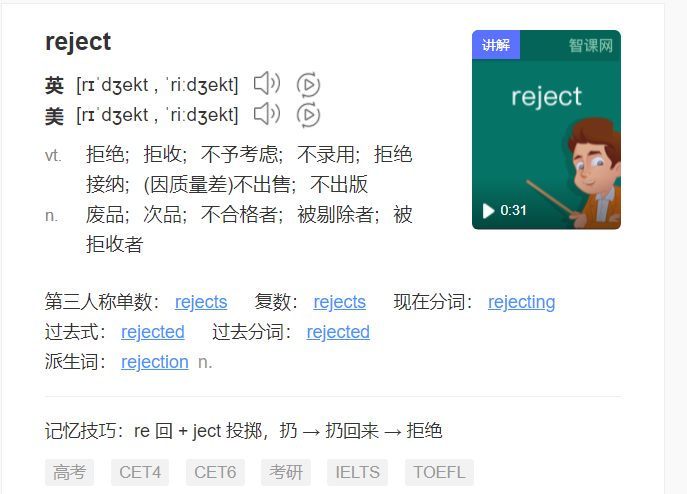 reject
讲解
智课网
reject
0:31
英 [rɪˈdʒekt , ˈriːdʒekt]
美 [rɪˈdʒekt , ˈriːdʒekt]
vt. 拒绝；拒收；不予考虑；不录用；拒绝
接纳；(因质量差)不出售；不出版
n. 废品；次品；不合格者；被剔除者；被
拒收者
第三人称单数： rejects 复数： rejects 现在分词： rejecting
过去式： rejected 过去分词： rejected
派生词： rejection n.
记忆技巧：re 回 + ject 投掷，扔 → 扔回来 → 拒绝
高考 CET4 CET6 考研 IELTS TOEFL